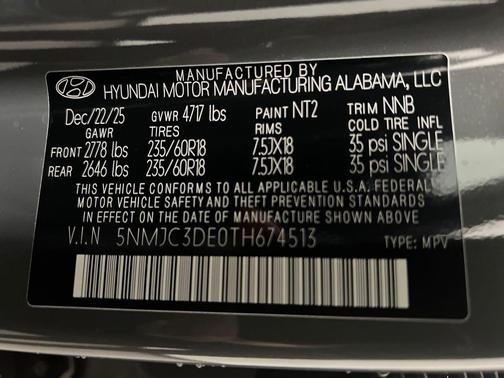 MANUFACTURED BY
HYUNDAI MOTOR MANUFACTURING ALABAMA, LLC
Dec/22/25 GVWR 4717 lbs PAINT NT2 TRIM NNB
GAWR TIRES RIMS COLD TIRE INFL
FRONT 2778 lbs 235/60R18 7.5JX18 35 psi SINGLE
REAR 2646 lbs 235/60R18 7.5JX18 35 psi SINGLE
THIS VEHICLE CONFORMS TO ALL APPLICABLE U.S.A. FEDERAL
MOTOR VEHICLE SAFETY AND THEFT PREVENTION STANDARDS
IN EFFECT ON THE DATE OF MANUFACTURE SHOWN ABOVE.
V.I.N 5NMJC3DE0TH674513 TYPE: MPV